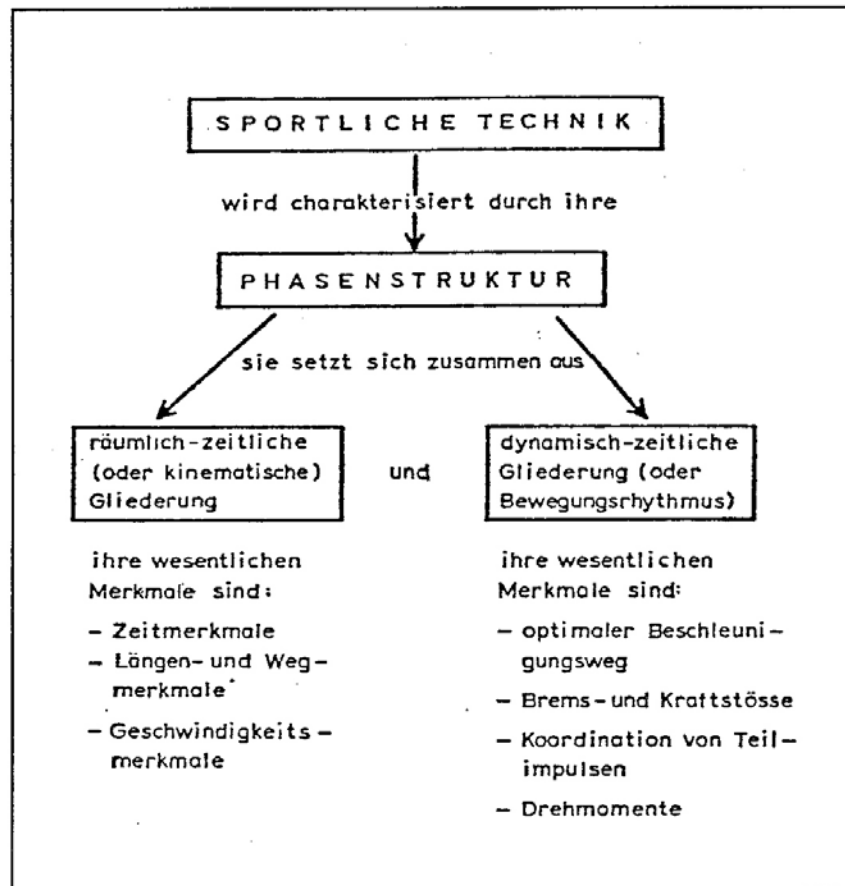 SPORTLICHE TECHNIK
wird charakterisiert durch ihre
PHASENSTRUKTUR
sie setzt sich zusammen aus
räumlich-zeitliche
(oder kinematische)
Gliederung
und
dynamisch-zeitliche
Gliederung (oder
Bewegungsrhythmus)
ihre wesentlichen
Merkmale sind:
- Zeitmerkmale
- Längen- und Weg-
merkmale
- Geschwindigkeits-
merkmale
ihre wesentlichen
Merkmale sind:
- optimaler Beschleuni-
gungsweg
- Brems- und Kraftstösse
- Koordination von Teil-
impulsen
- Drehmomente